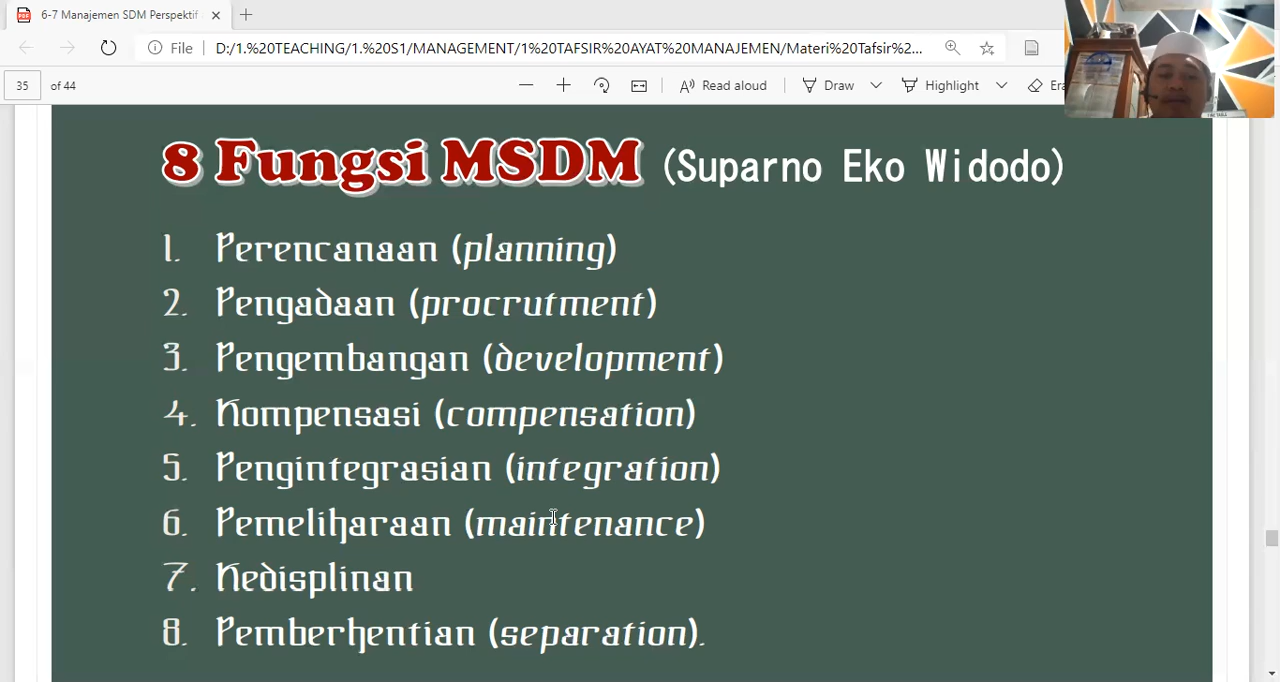 6-7 Manajemen SDM Perspektif
File
D:/1.%20TEACHING/1.%20S1/MANAGEMENT/1%20TAFSIR%20AYAT%20MANAJEMEN/Materi%20Tafsir%2...
35 of 44
Read aloud
Draw
Highlight
Era
8 Fungsi MSDM (Suparno Eko Widodo)
1. Perencanaan (planning)
2. Pengadaan (procrutment)
3. Pengembangan (development)
4. Kompensasi (compensation)
5. Pengintegrasian (integration)
6. Pemeliharaan (maintenance)
7. Kedisplinan
8. Pemberhentian (separation).